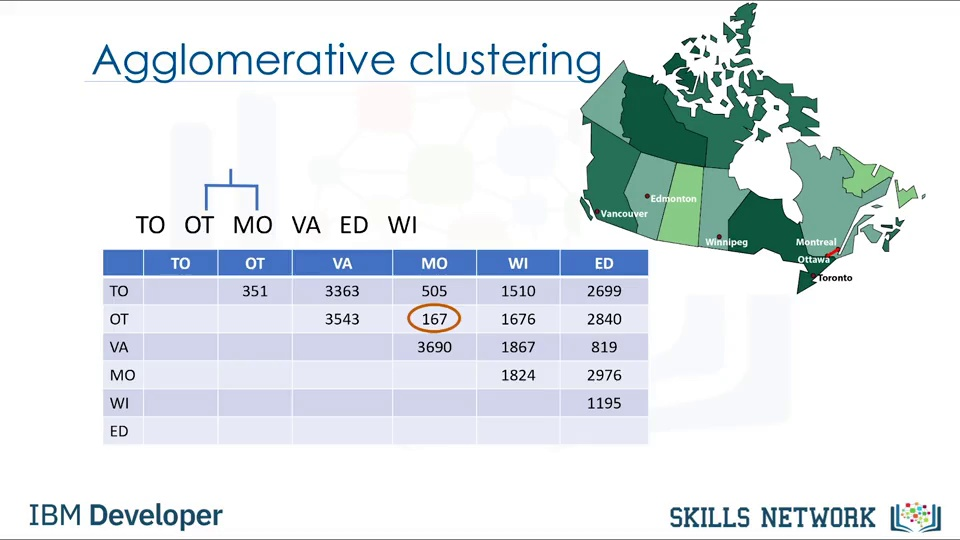 Agglomerative clustering
Edmonton
Vancouver
Winnipeg
Montreal
Ottawa
Toronto
TO OT MO VA ED WI
TO OT VA MO WI ED
TO 351 3363 505 1510 2699
OT 3543 167 1676 2840
VA 3690 1867 819
MO 1824 2976
WI 1195
ED
IBM Developer
SKILLS NETWORK